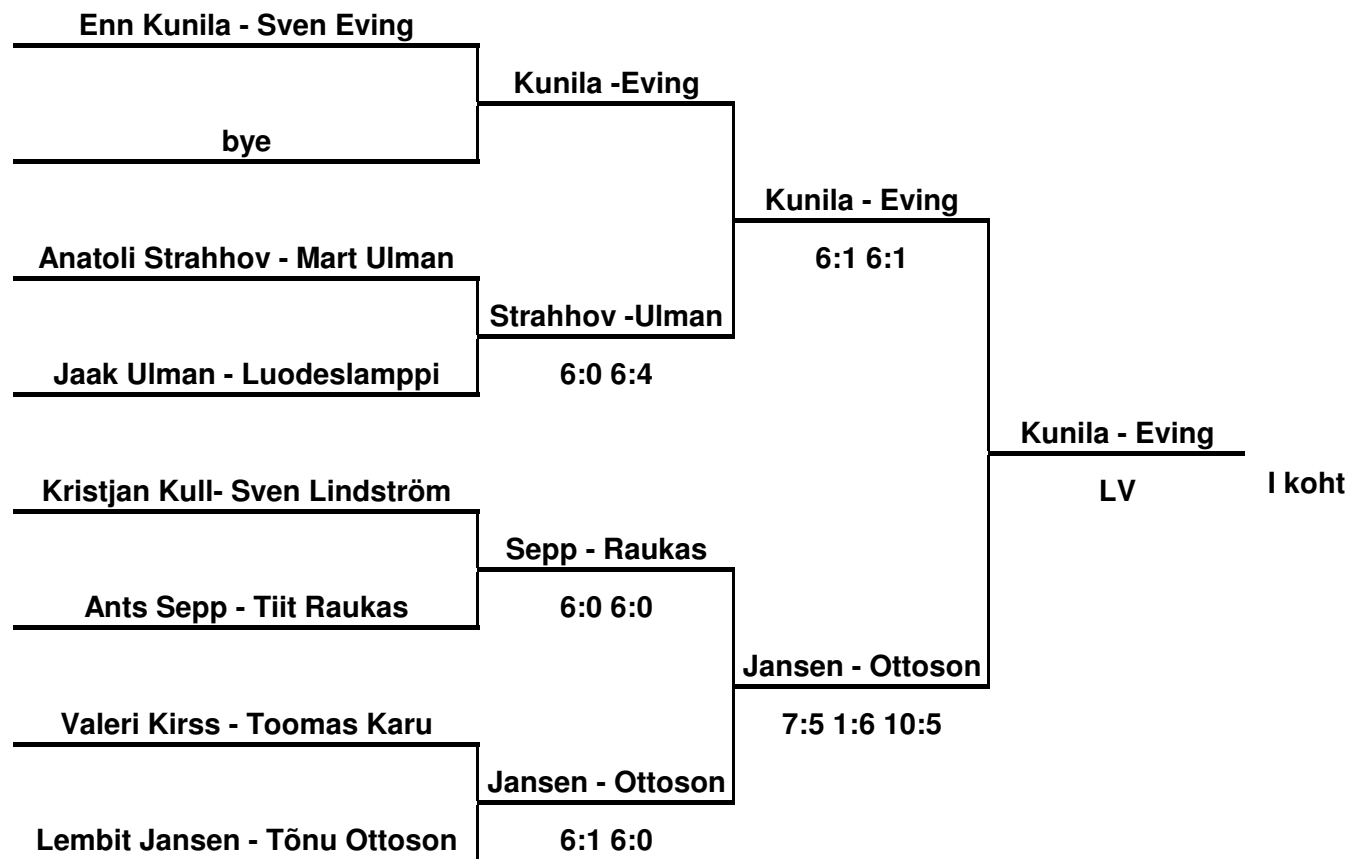 Enn Kunila - Sven Eving
Kunila -Eving
bye
Kunila - Eving
Anatoli Strahhov - Mart Ulman
6:1 6:1
Strahhov -Ulman
Jaak Ulman - Luodeslamppi
6:0 6:4
Kunila - Eving
Kristjan Kull- Sven Lindström
LV
I koht
Sepp - Raukas
Ants Sepp - Tiit Raukas
6:0 6:0
Jansen - Ottoson
Valeri Kirss - Toomas Karu
7:5 1:6 10:5
Jansen - Ottoson
Lembit Jansen - Tõnu Ottoson
6:1 6:0